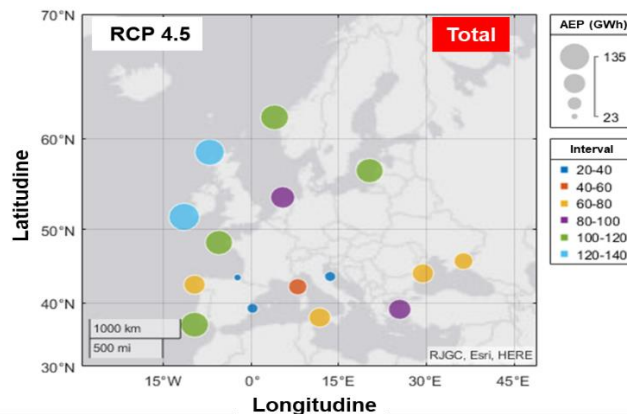 70°N
RCP 4.5
Total
AEP (GWh)
135
23
60°N
Interval
20-40
40-60
60-80
80-100
100-120
120-140
Latitudine
50°N
40°N
1000 km
500 mi
RJGC, Esri, HERE
30°N
15°W
0°
15°E
30°E
45°E
Longitudine